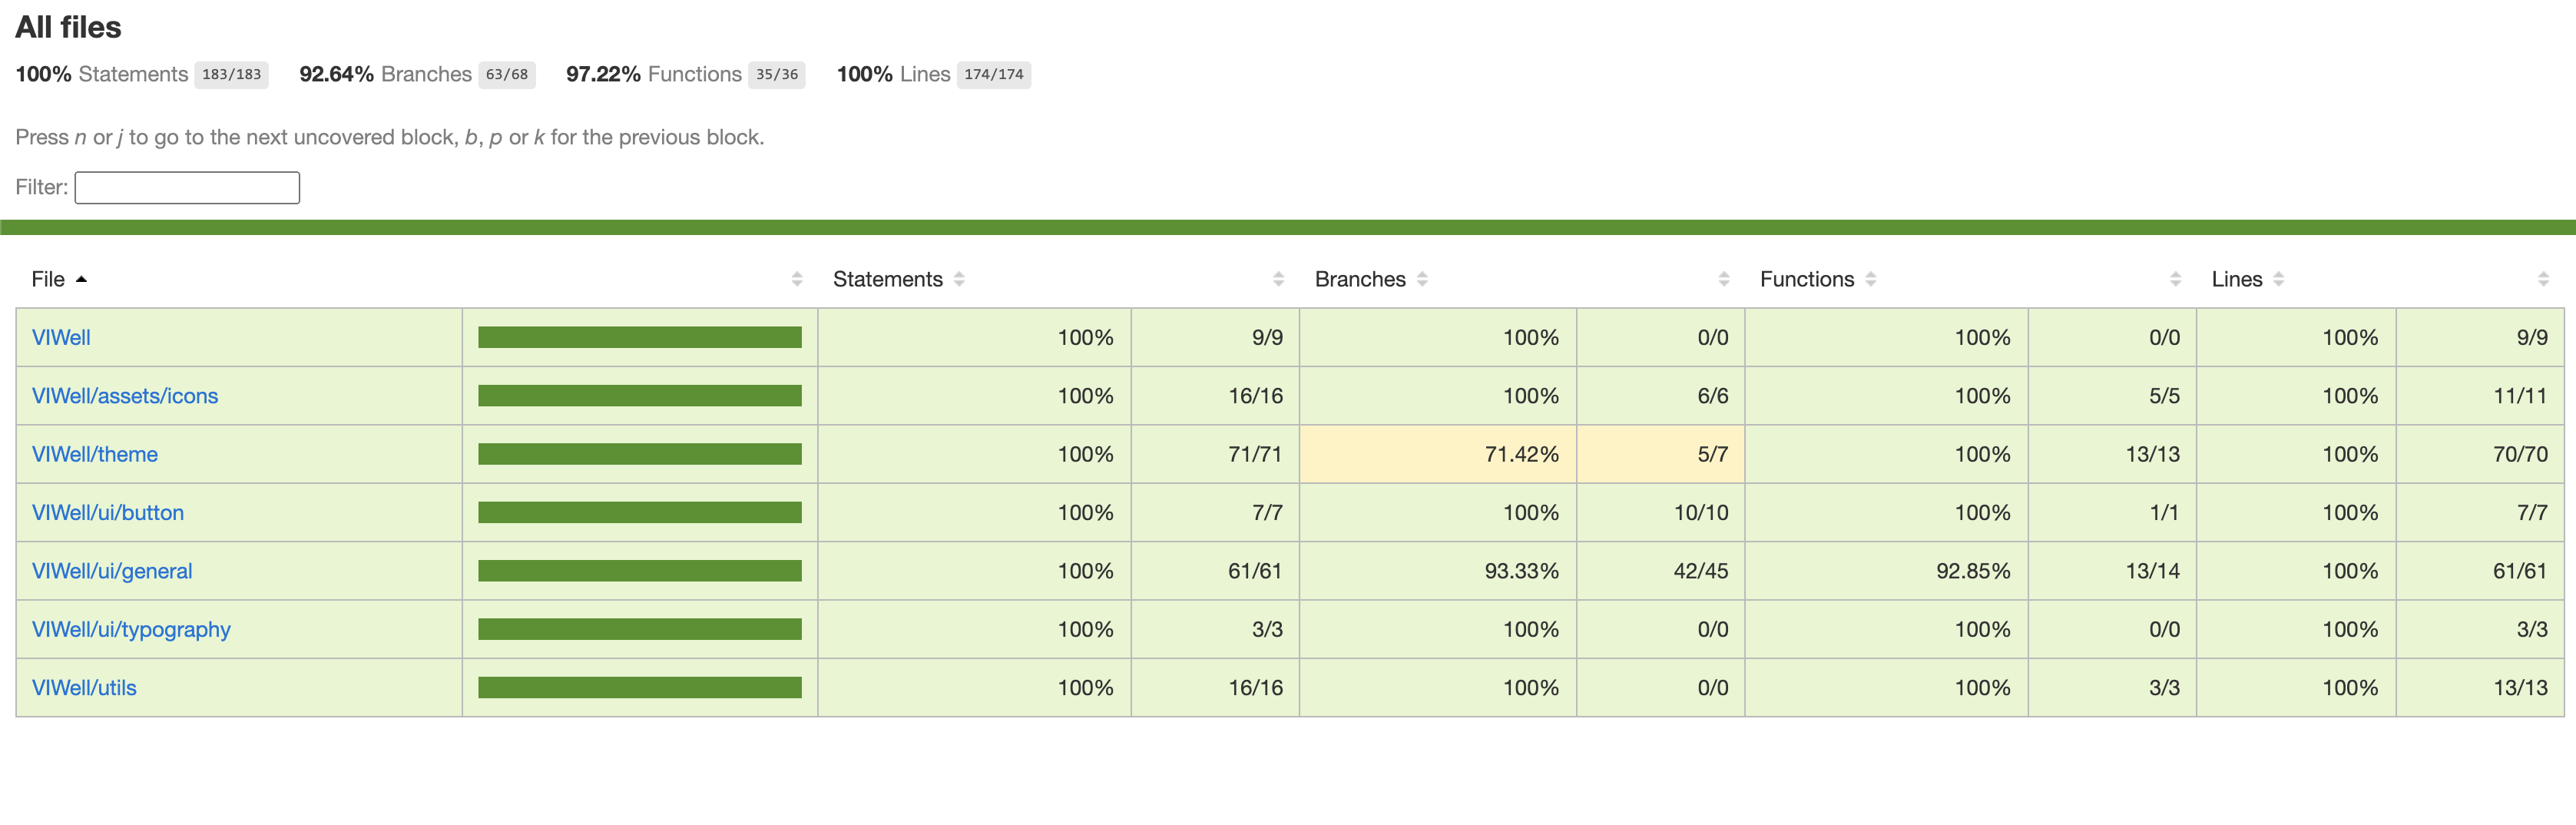 All files
100% Statements 183/183 92.64% Branches 63/68 97.22% Functions 35/36 100% Lines 174/174
Press n or j to go to the next uncovered block, b, p or k for the previous block.
Filter:
File Statements Branches Functions Lines
VIWell 100% 9/9 100% 0/0 100% 0/0 100% 9/9
VIWell/assets/icons 100% 16/16 100% 6/6 100% 5/5 100% 11/11
VIWell/theme 100% 71/71 71.42% 5/7 100% 13/13 100% 70/70
VIWell/ui/button 100% 7/7 100% 10/10 100% 1/1 100% 7/7
VIWell/ui/general 100% 61/61 93.33% 42/45 92.85% 13/14 100% 61/61
VIWell/ui/typography 100% 3/3 100% 0/0 100% 0/0 100% 3/3
VIWell/utils 100% 16/16 100% 0/0 100% 3/3 100% 13/13